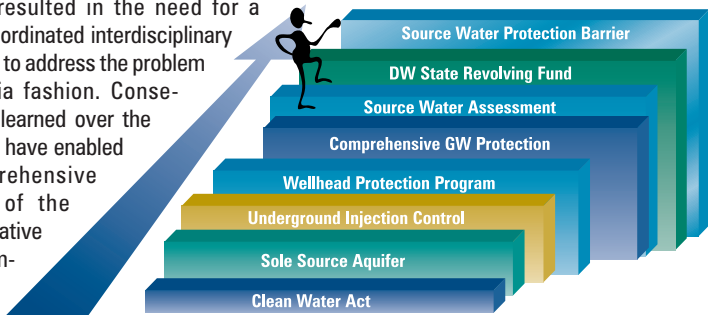 resulted in the need for a
ordinated interdisciplinary
to address the problem
ia fashion. Conse-
learned over the
have enabled
rehensive
of the
ative
n-
Source Water Protection Barrier
DW State Revolving Fund
Source Water Assessment
Comprehensive GW Protection
Wellhead Protection Program
Underground Injection Control
Sole Source Aquifer
Clean Water Act